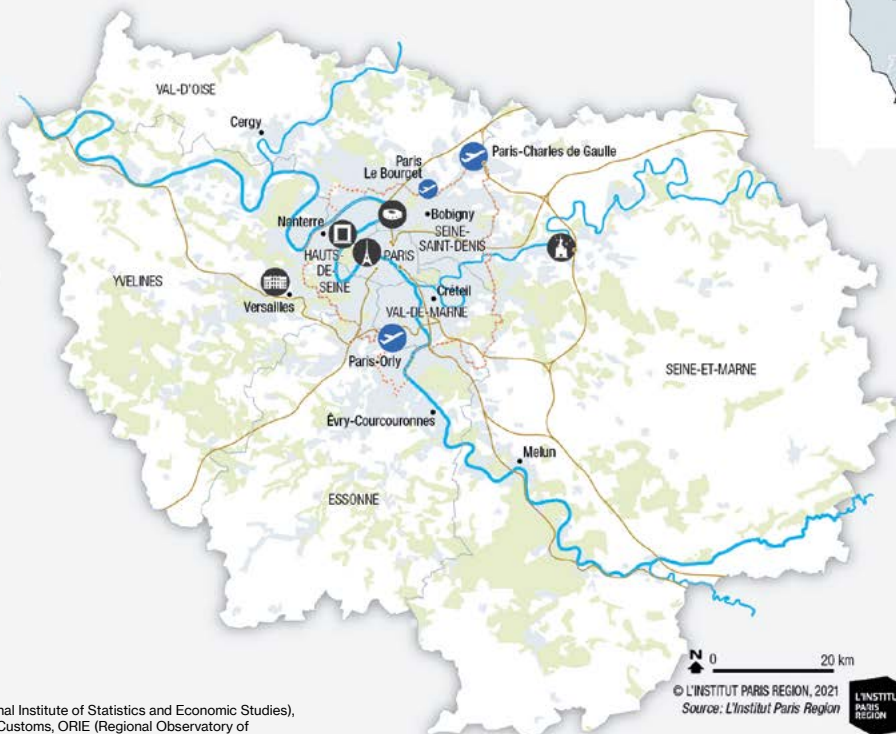 VAL-D'OISE
Cergy
Paris
Le Bourget
Paris-Charles de Gaulle
Nanterre
Bobigny
SEINE-
SAINT-DENIS
HAUTS-
DE-
SEINE
PARIS
YVELINES
Versailles
Créteil
VAL-DE-MARNE
Paris-Orly
SEINE-ET-MARNE
Évry-Courcouronnes
Melun
ESSONNE
N 0 20 km
© L'INSTITUT PARIS REGION, 2021
Source: L'Institut Paris Region
L'INSTITUT
PARIS
REGION
nal Institute of Statistics and Economic Studies),
Customs, ORIE (Regional Observatory of